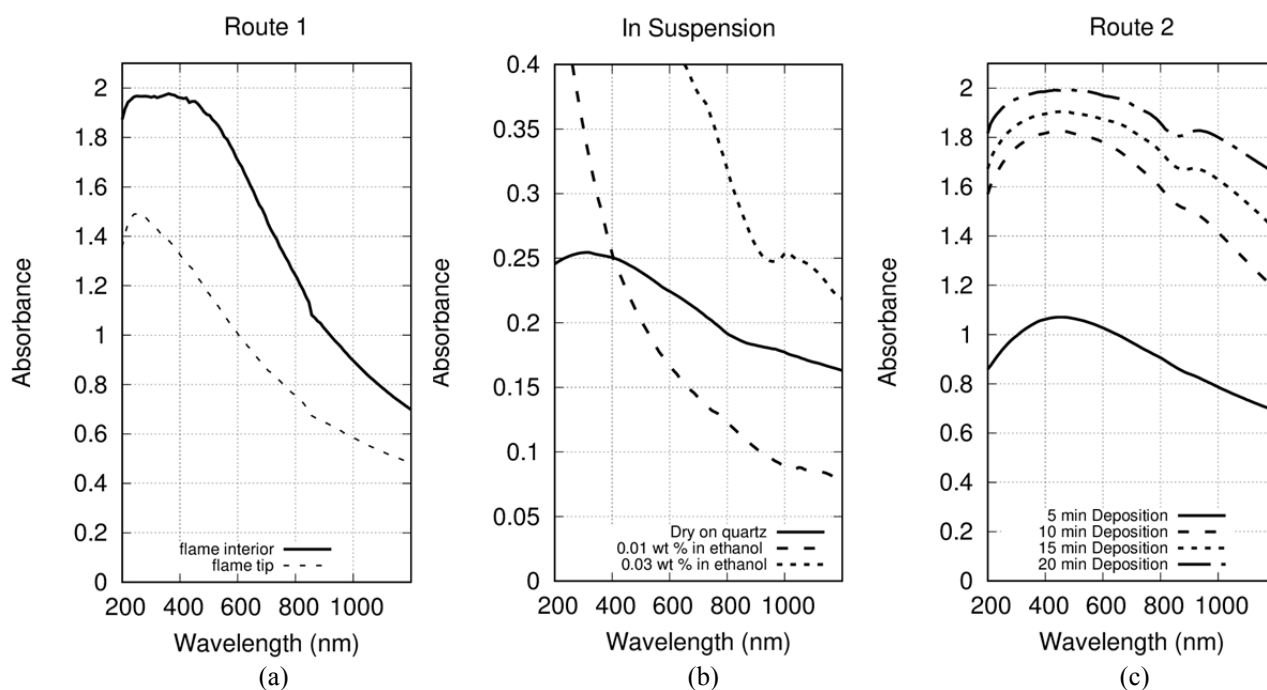 Route 1
Absorbance
2
1.8
1.6
1.4
1.2
1
0.8
0.6
0.4
0.2
0
flame interior
flame tip
200 400 600 800 1000
Wavelength (nm)
(a)
In Suspension
Absorbance
0.4
0.35
0.3
0.25
0.2
0.15
0.1
0.05
0
Dry on quartz
0.01 wt % in ethanol
0.03 wt % in ethanol
200 400 600 800 1000
Wavelength (nm)
(b)
Route 2
Absorbance
2
1.8
1.6
1.4
1.2
1
0.8
0.6
0.4
0.2
0
5 min Deposition
10 min Deposition
15 min Deposition
20 min Deposition
200 400 600 800 1000
Wavelength (nm)
(c)